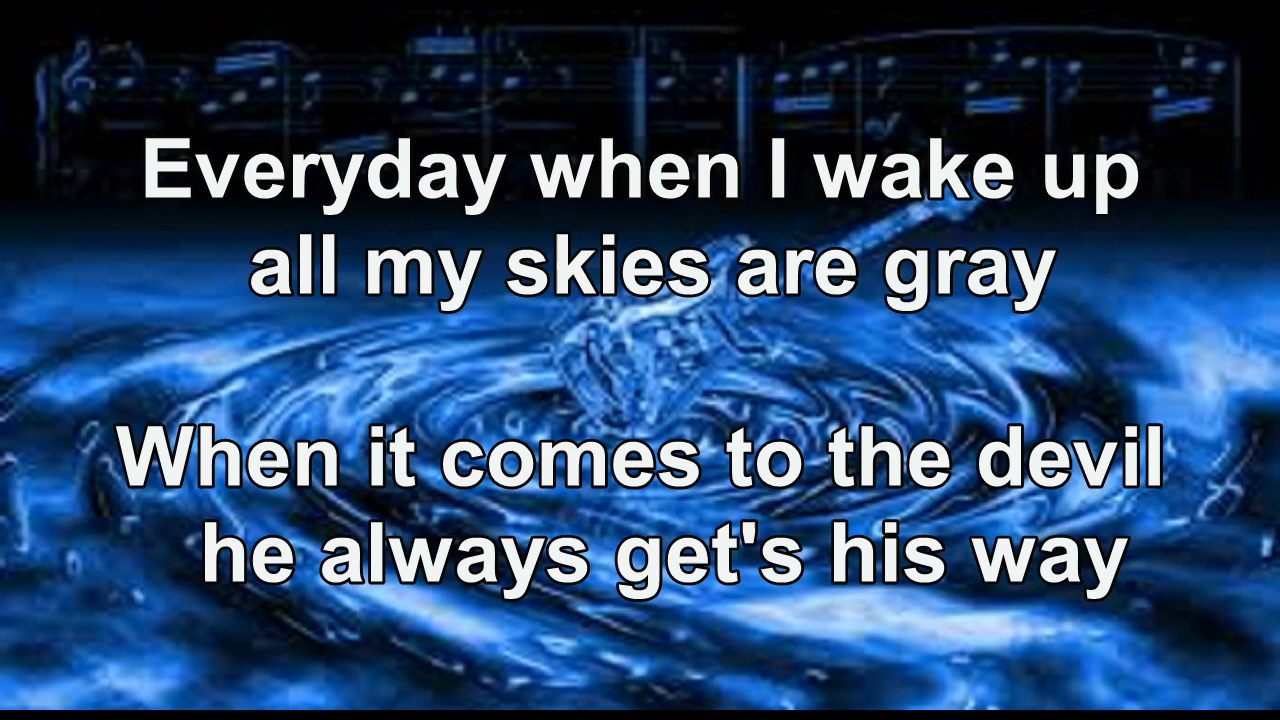 Everyday when I wake up
all my skies are gray
When it comes to the devil
he always get's his way